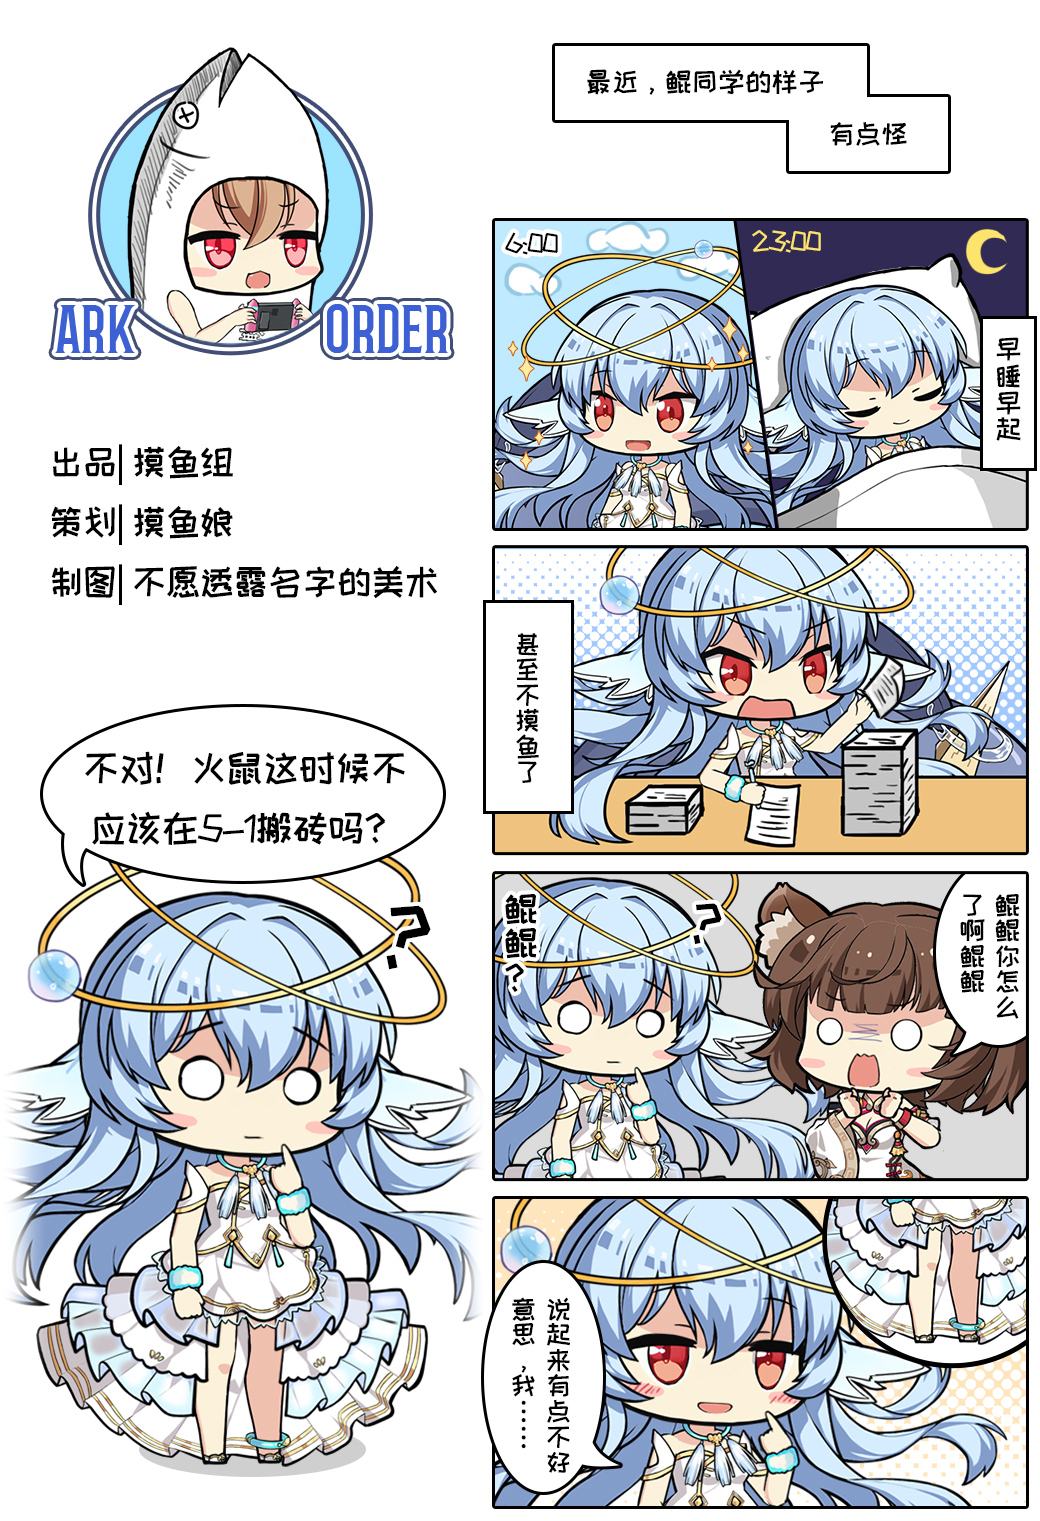 ARK ORDER
出品 摸鱼组
策划 摸鱼娘
制图 不愿透露名字的美术
不对！火鼠这时候不
应该在5-1搬砖吗？
?
最近，鲲同学的样子
有点怪
6:00
23:00
早睡早起
甚至不摸鱼了
鲲鲲？
?
鲲鲲你怎么
了啊鲲鲲
说起来有点不好
意思，我……